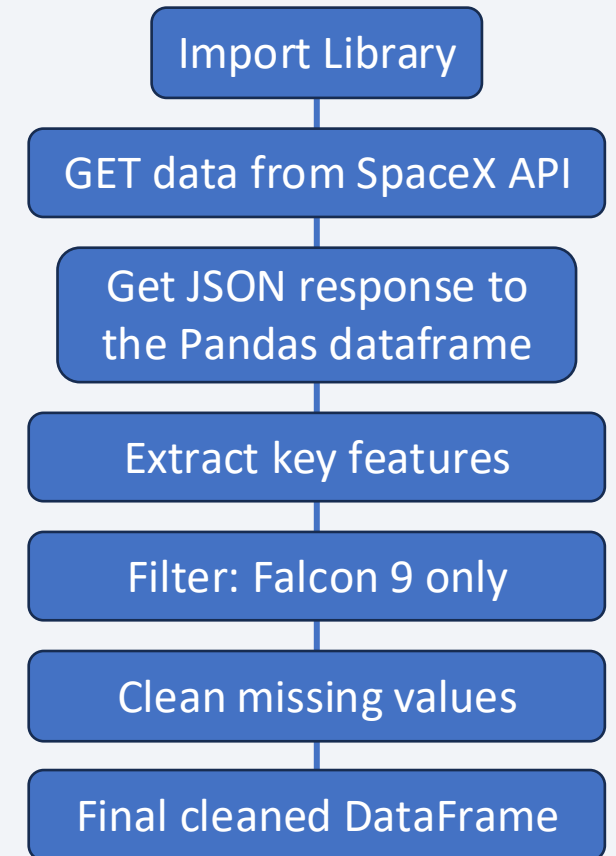 Import Library
GET data from SpaceX API
Get JSON response to
the Pandas dataframe
Extract key features
Filter: Falcon 9 only
Clean missing values
Final cleaned DataFrame